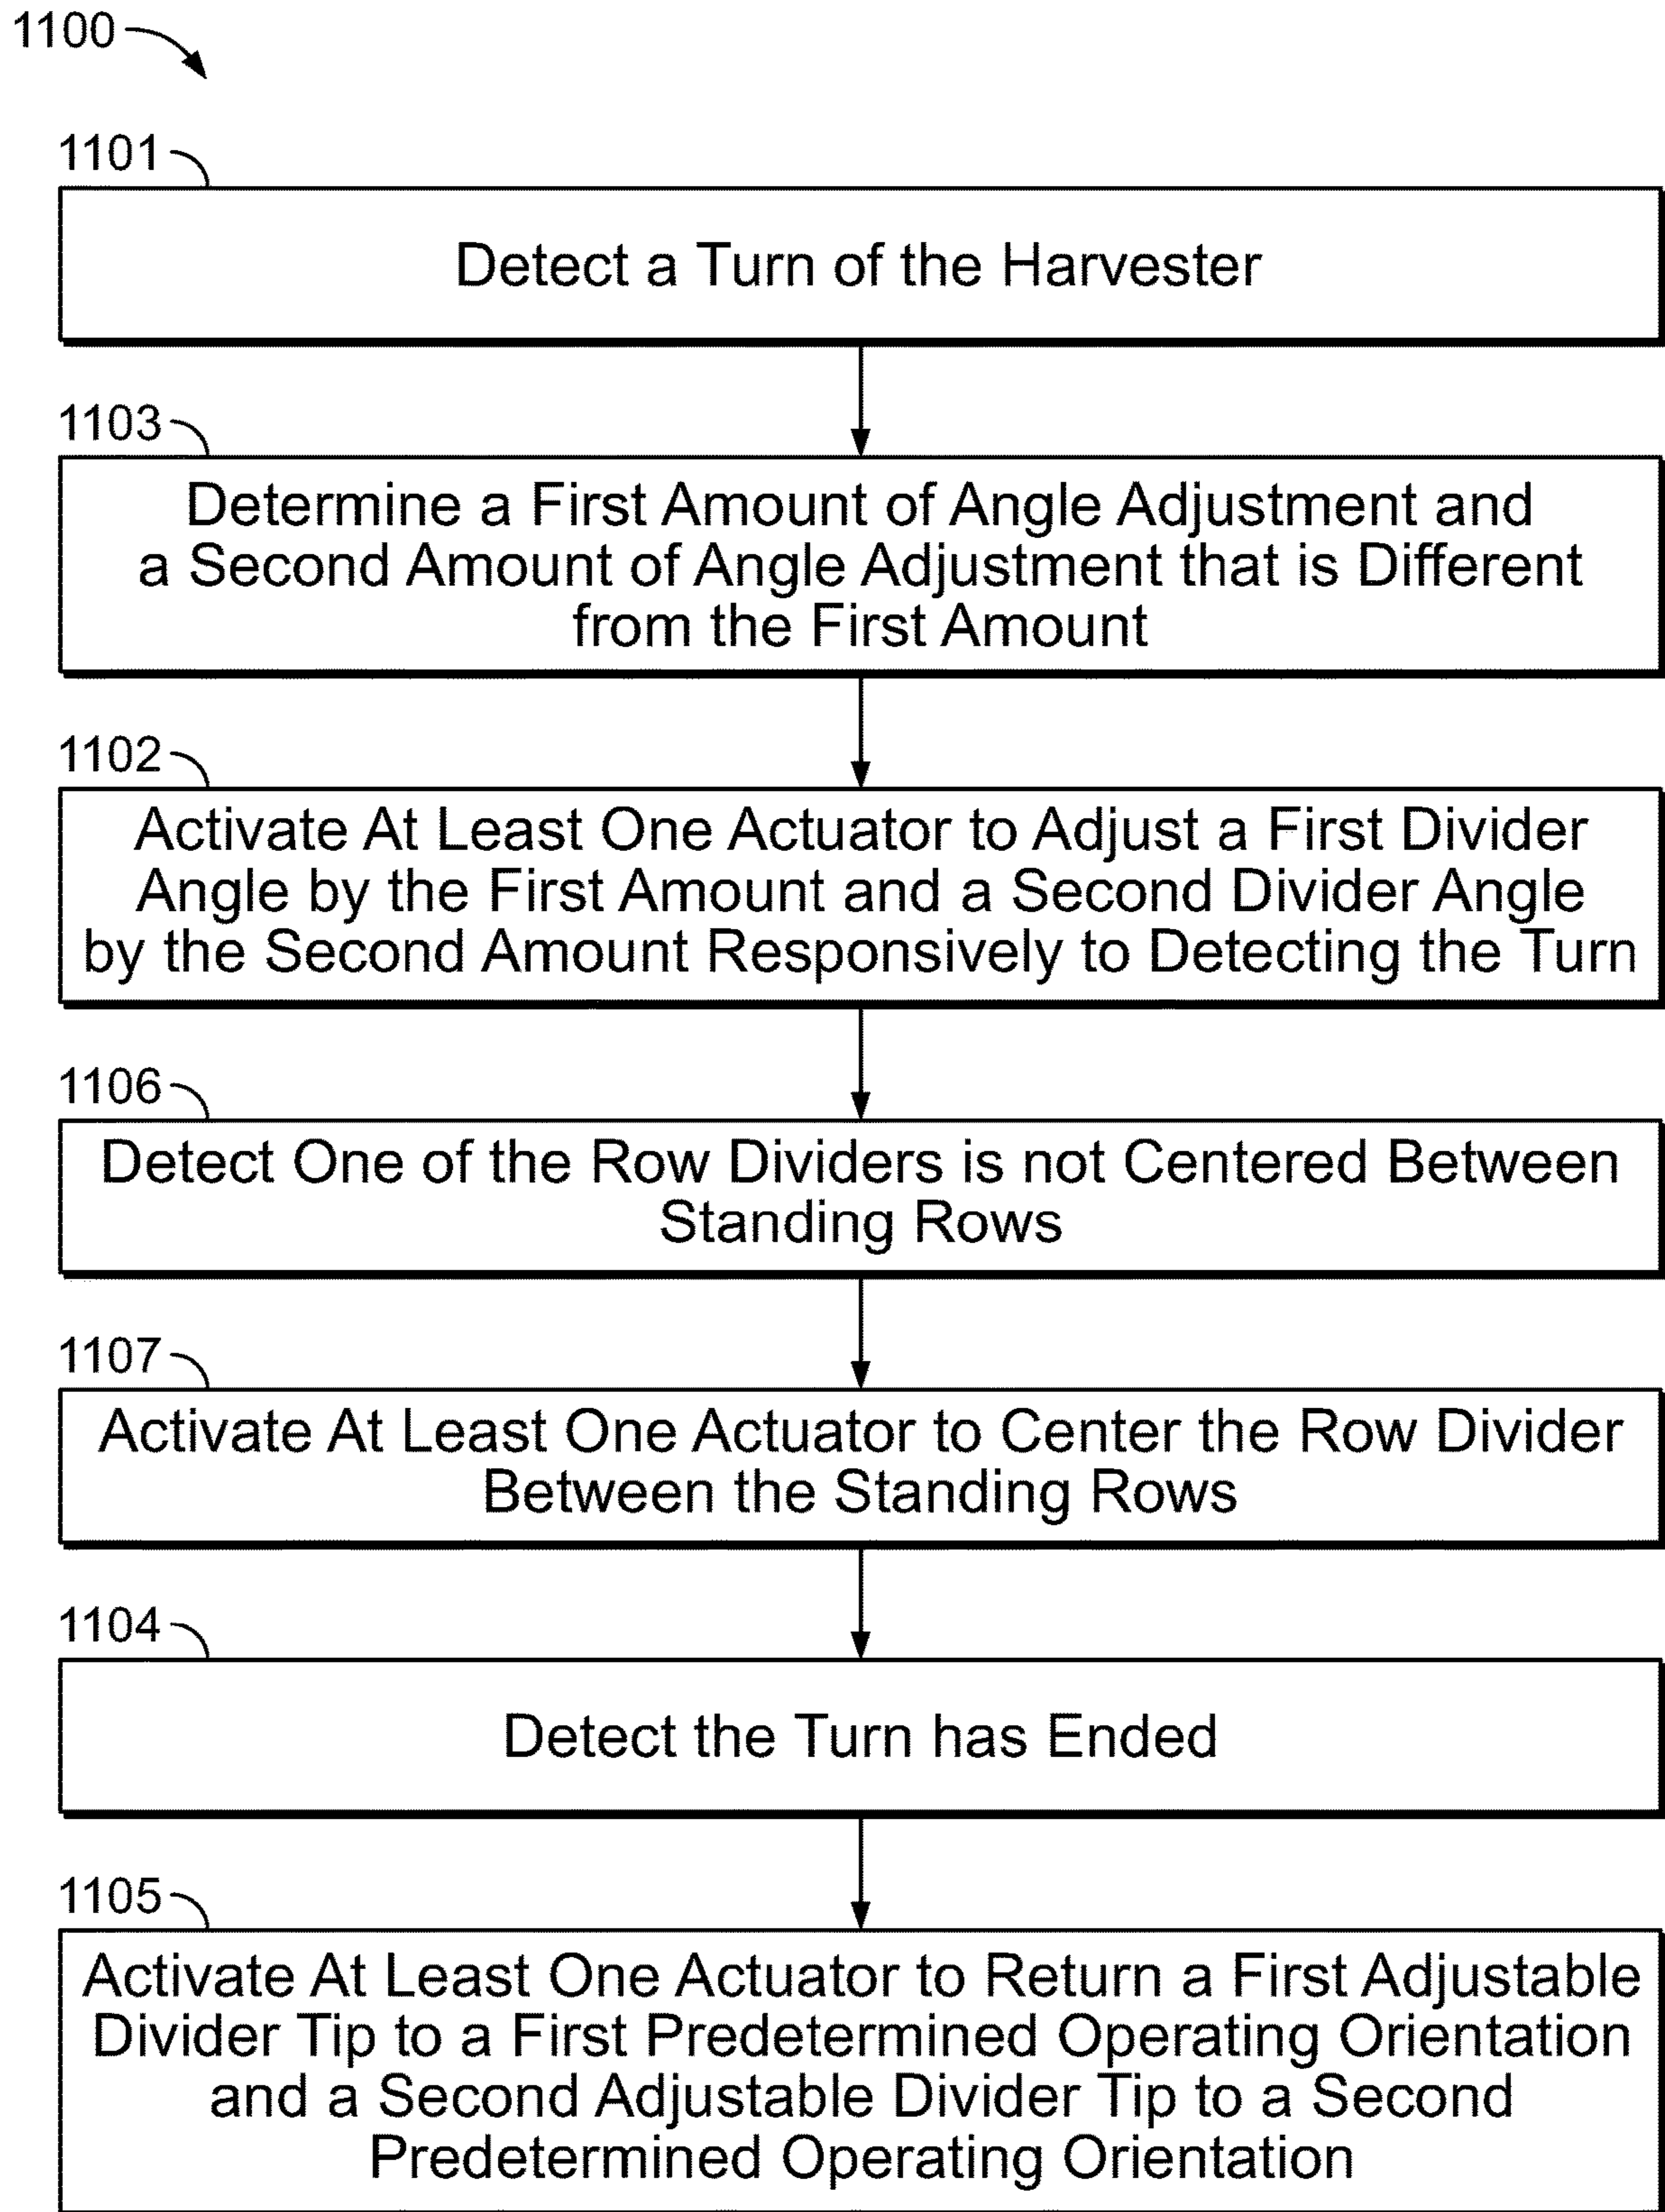 1100
1101
Detect a Turn of the Harvester
1103
Determine a First Amount of Angle Adjustment and
a Second Amount of Angle Adjustment that is Different
from the First Amount
1102
Activate At Least One Actuator to Adjust a First Divider
Angle by the First Amount and a Second Divider Angle
by the Second Amount Responsively to Detecting the Turn
1106
Detect One of the Row Dividers is not Centered Between
Standing Rows
1107
Activate At Least One Actuator to Center the Row Divider
Between the Standing Rows
1104
Detect the Turn has Ended
1105
Activate At Least One Actuator to Return a First Adjustable
Divider Tip to a First Predetermined Operating Orientation
and a Second Adjustable Divider Tip to a Second
Predetermined Operating Orientation